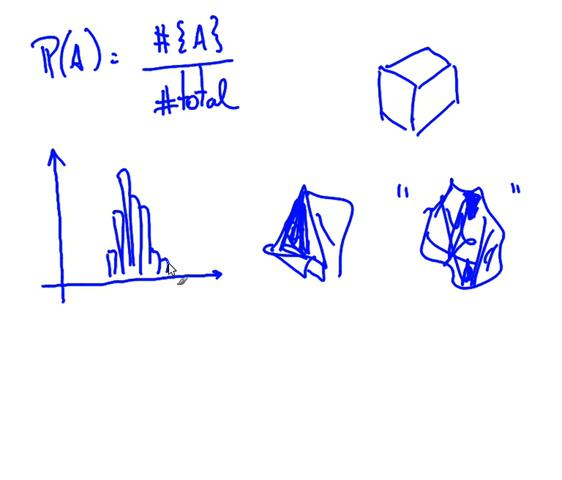 P(A) = #{A}
#total
" "